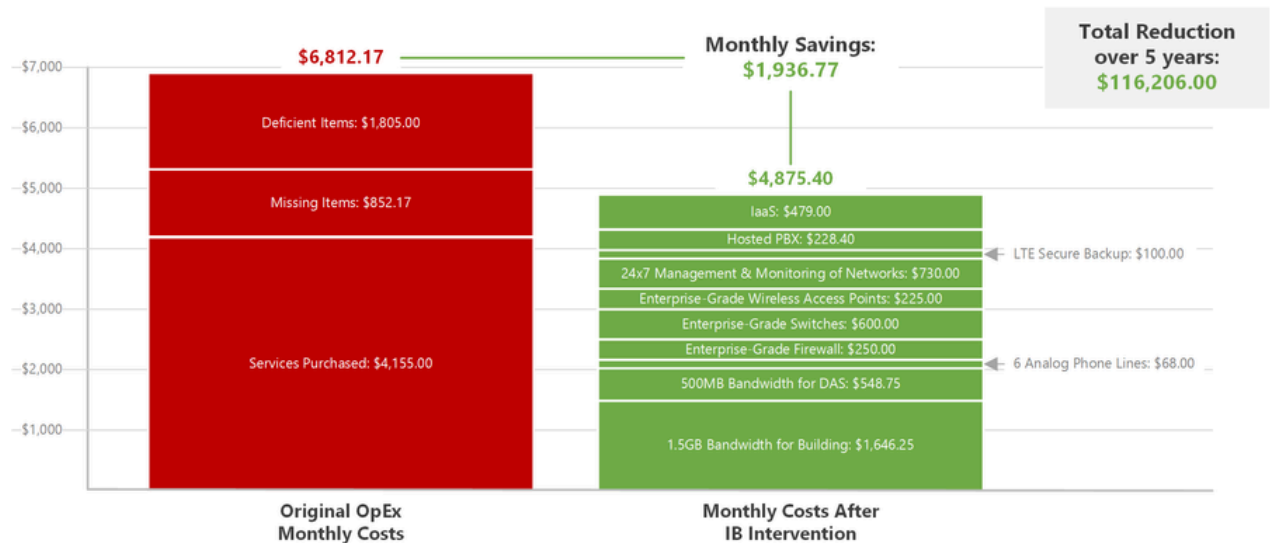 Total Reduction
over 5 years:
$116,206.00
Monthly Savings:
$1,936.77
$6,812.17
$7,000
$6,000
$5,000
$4,000
$3,000
$2,000
$1,000
Deficient Items: $1,805.00
Missing Items: $852.17
Services Purchased: $4,155.00
$4,875.40
IaaS: $479.00
Hosted PBX: $228.40
LTE Secure Backup: $100.00
24x7 Management & Monitoring of Networks: $730.00
Enterprise-Grade Wireless Access Points: $225.00
Enterprise-Grade Switches: $600.00
Enterprise-Grade Firewall: $250.00
6 Analog Phone Lines: $68.00
500MB Bandwidth for DAS: $548.75
1.5GB Bandwidth for Building: $1,646.25
Original OpEx
Monthly Costs
Monthly Costs After
IB Intervention